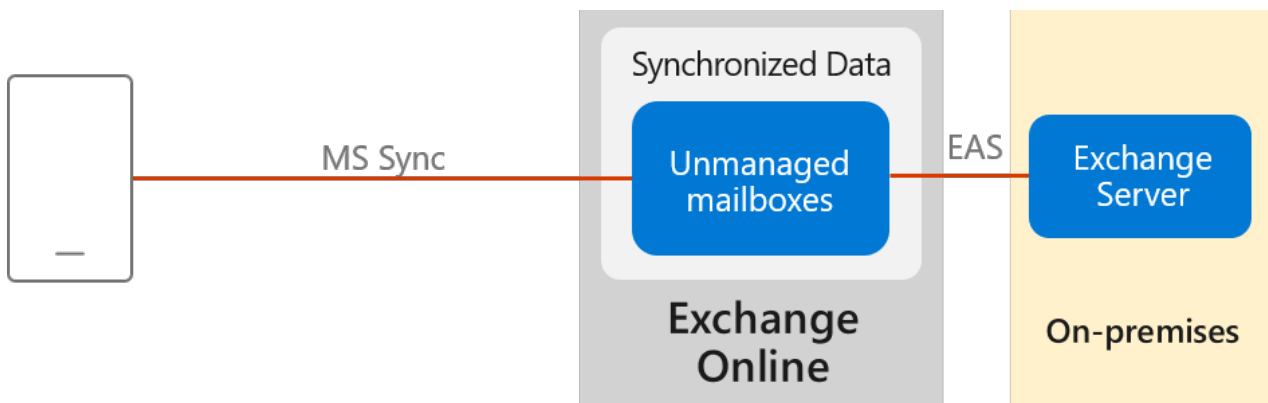 Synchronized Data
MS Sync
Unmanaged
mailboxes
EAS
Exchange
Server
Exchange
Online
On-premises